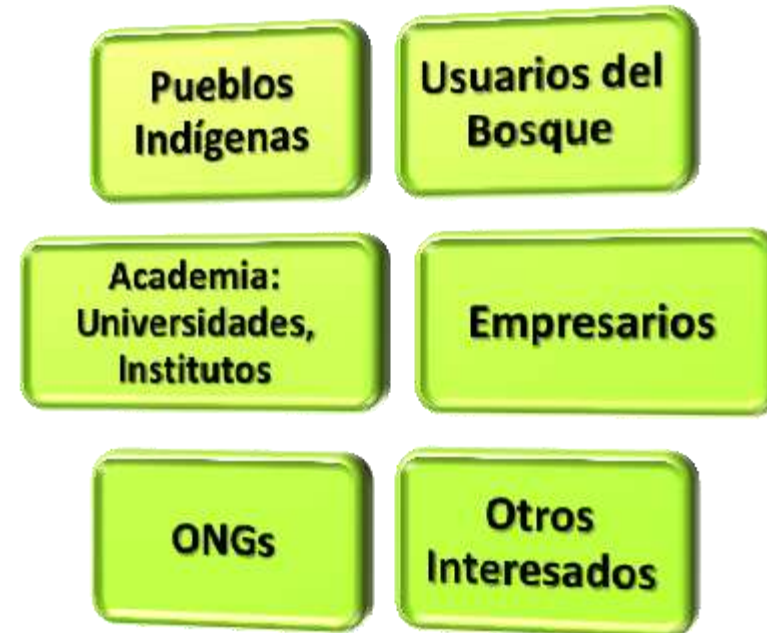 Pueblos
Indígenas
Usuarios del
Bosque
Academia:
Universidades,
Institutos
Empresarios
ONGs
Otros
Interesados